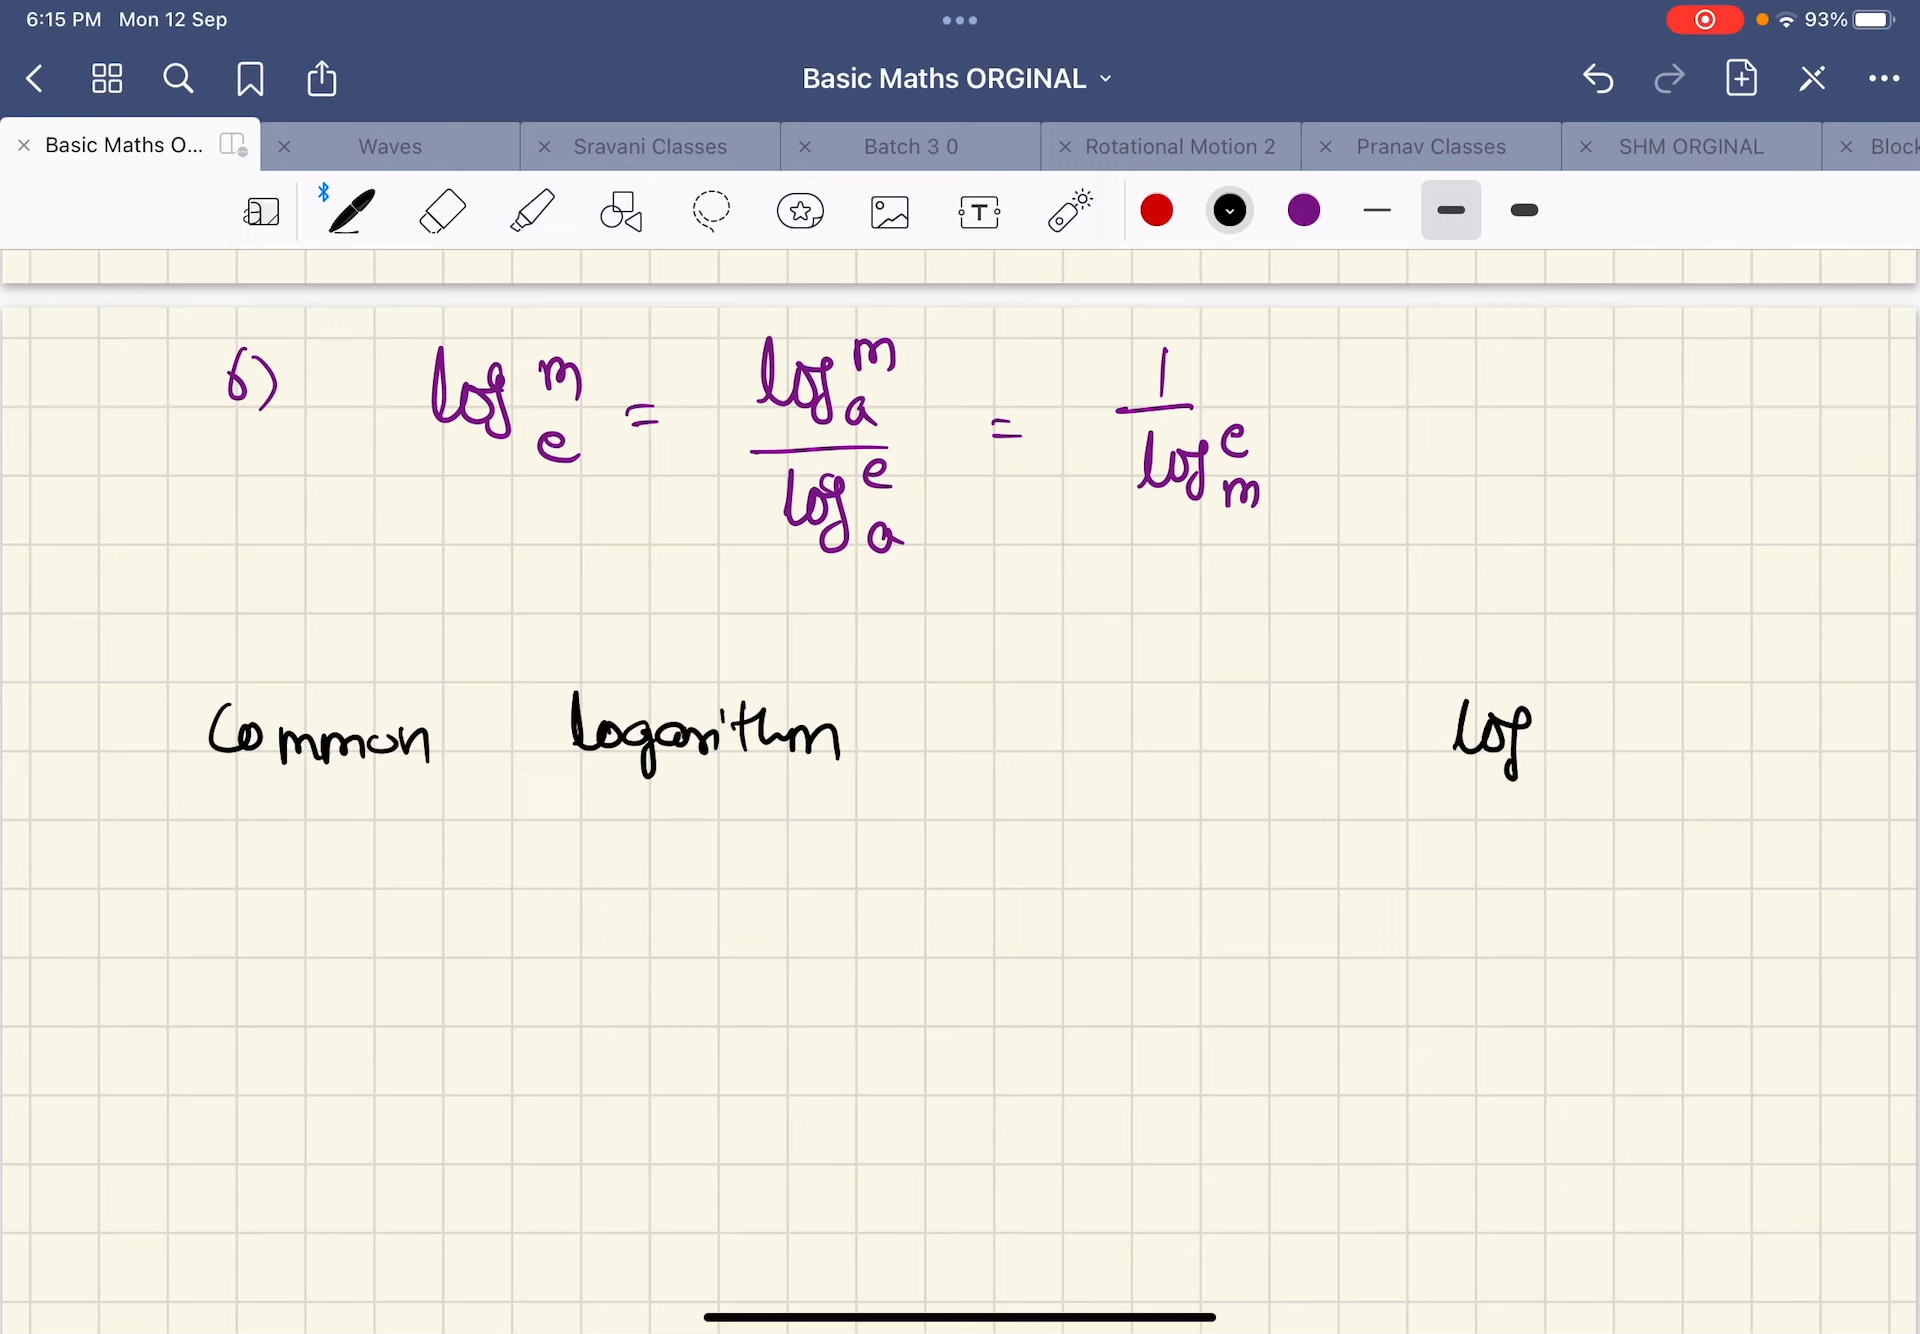 6:15 PM Mon 12 Sep
93%
Basic Maths ORGINAL
Basic Maths O... Waves Sravani Classes Batch 3 0 Rotational Motion 2 Pranav Classes SHM ORGINAL Block
T
6) log_e^m = log_a^m / log_a^e = 1 / log_m^e
Common logarithm log